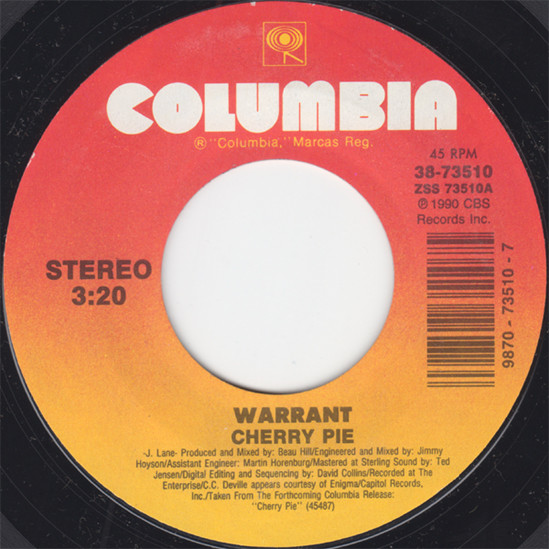 COLUMBIA
® "Columbia," Marcas Reg.
45 RPM
38-73510
ZSS 73510A
℗ 1990 CBS
Records Inc.
STEREO
3:20
9870 - 73510 - 7
WARRANT
CHERRY PIE
-J. Lane- Produced and Mixed by: Beau Hill/Engineered and Mixed by: Jimmy
Hoyson/Assistant Engineer: Martin Horenburg/Mastered at Sterling Sound by: Ted
Jensen/Digital Editing and Sequencing by: David Collins/Recorded at The
Enterprise/C.C. Deville appears courtesy of Enigma/Capitol Records,
Inc./Taken From The Forthcoming Columbia Release:
"Cherry Pie" (45487)